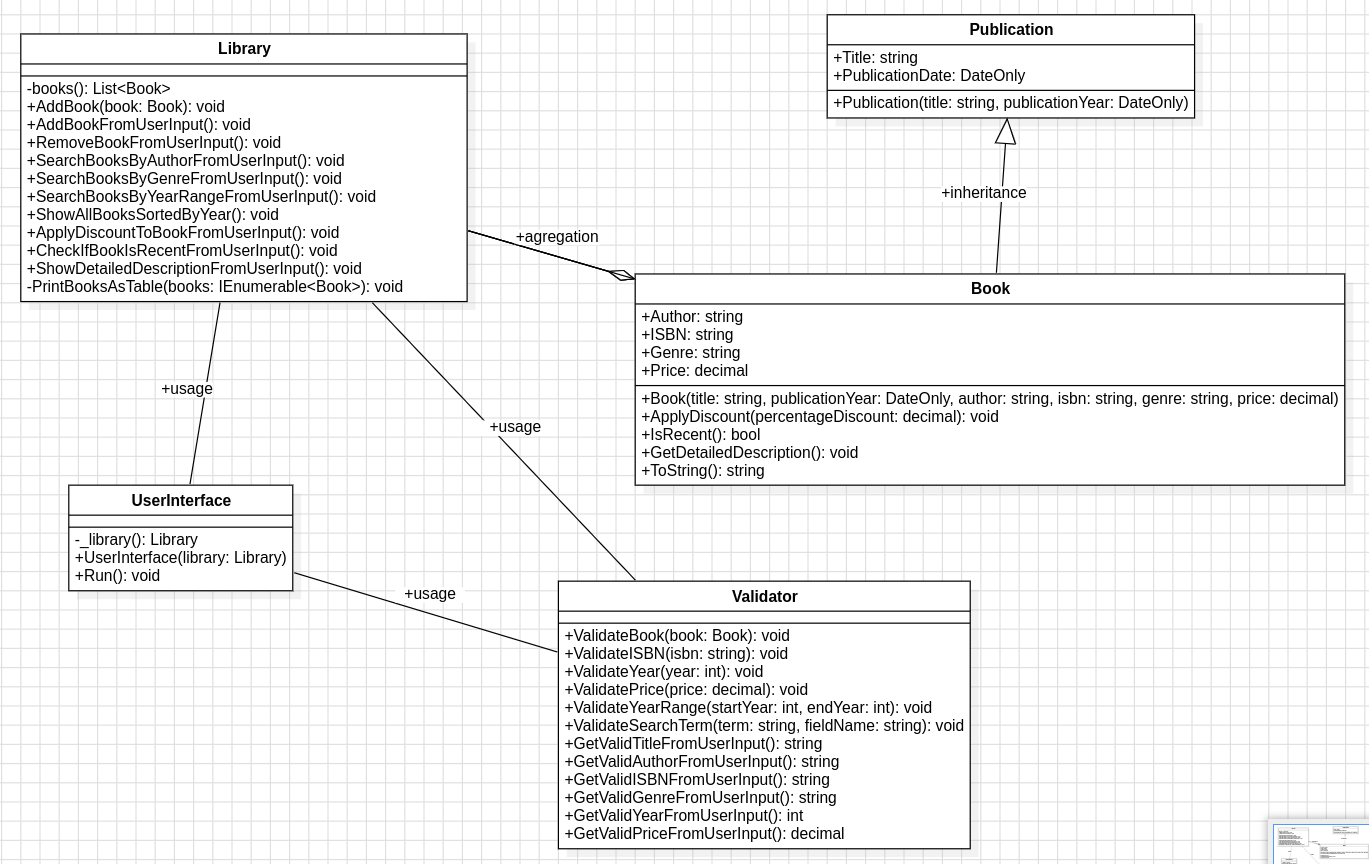 Library
-books(): List<Book>
+AddBook(book: Book): void
+AddBookFromUserInput(): void
+RemoveBookFromUserInput(): void
+SearchBooksByAuthorFromUserInput(): void
+SearchBooksByGenreFromUserInput(): void
+SearchBooksByYearRangeFromUserInput(): void
+ShowAllBooksSortedByYear(): void
+ApplyDiscountToBookFromUserInput(): void
+CheckIfBookIsRecentFromUserInput(): void
+ShowDetailedDescriptionFromUserInput(): void
-PrintBooksAsTable(books: IEnumerable<Book>): void
Publication
+Title: string
+PublicationDate: DateOnly
+Publication(title: string, publicationYear: DateOnly)
+inheritance
+agregation
Book
+Author: string
+ISBN: string
+Genre: string
+Price: decimal
+Book(title: string, publicationYear: DateOnly, author: string, isbn: string, genre: string, price: decimal)
+ApplyDiscount(percentageDiscount: decimal): void
+IsRecent(): bool
+GetDetailedDescription(): void
+ToString(): string
+usage
+usage
UserInterface
-_library(): Library
+UserInterface(library: Library)
+Run(): void
+usage
Validator
+ValidateBook(book: Book): void
+ValidateISBN(isbn: string): void
+ValidateYear(year: int): void
+ValidatePrice(price: decimal): void
+ValidateYearRange(startYear: int, endYear: int): void
+ValidateSearchTerm(term: string, fieldName: string): void
+GetValidTitleFromUserInput(): string
+GetValidAuthorFromUserInput(): string
+GetValidISBNFromUserInput(): string
+GetValidGenreFromUserInput(): string
+GetValidYearFromUserInput(): int
+GetValidPriceFromUserInput(): decimal